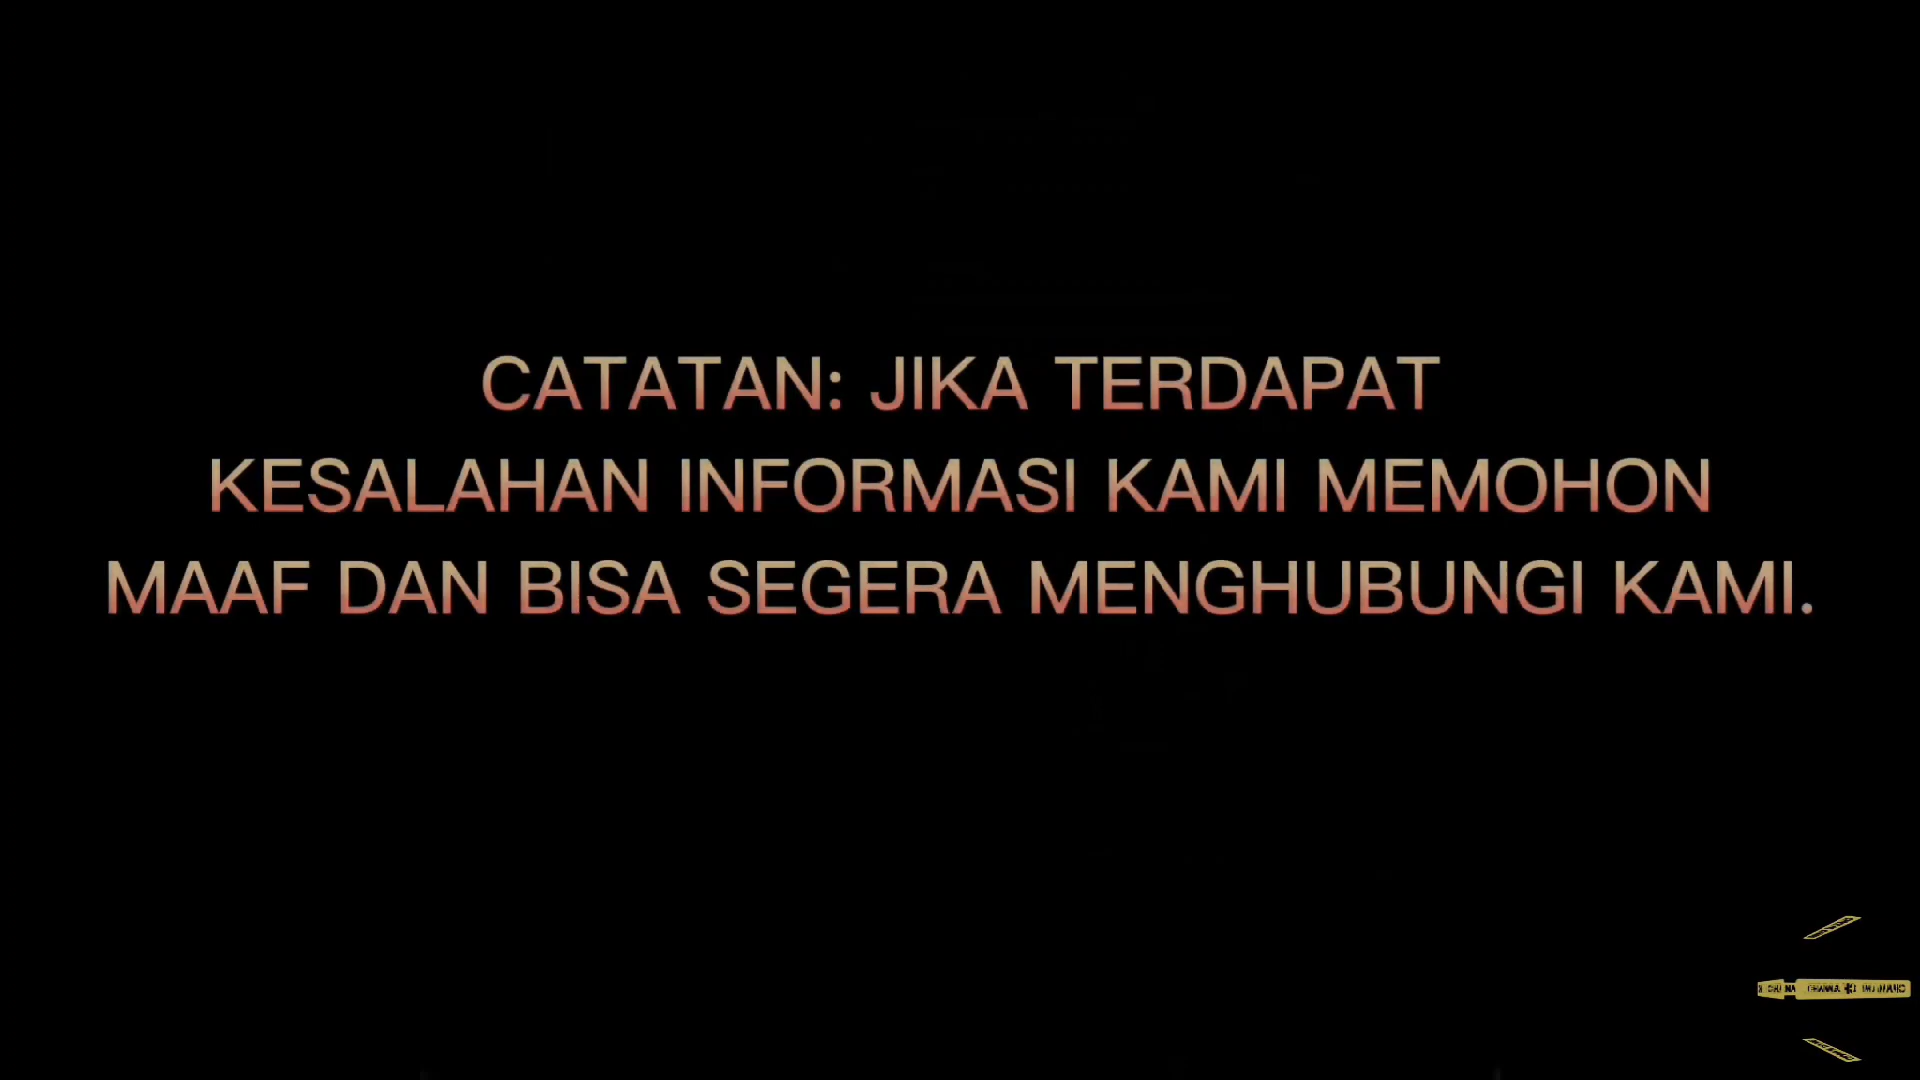 CATATAN: JIKA TERDAPAT
KESALAHAN INFORMASI KAMI MEMOHON
MAAF DAN BISA SEGERA MENGHUBUNGI KAMI.